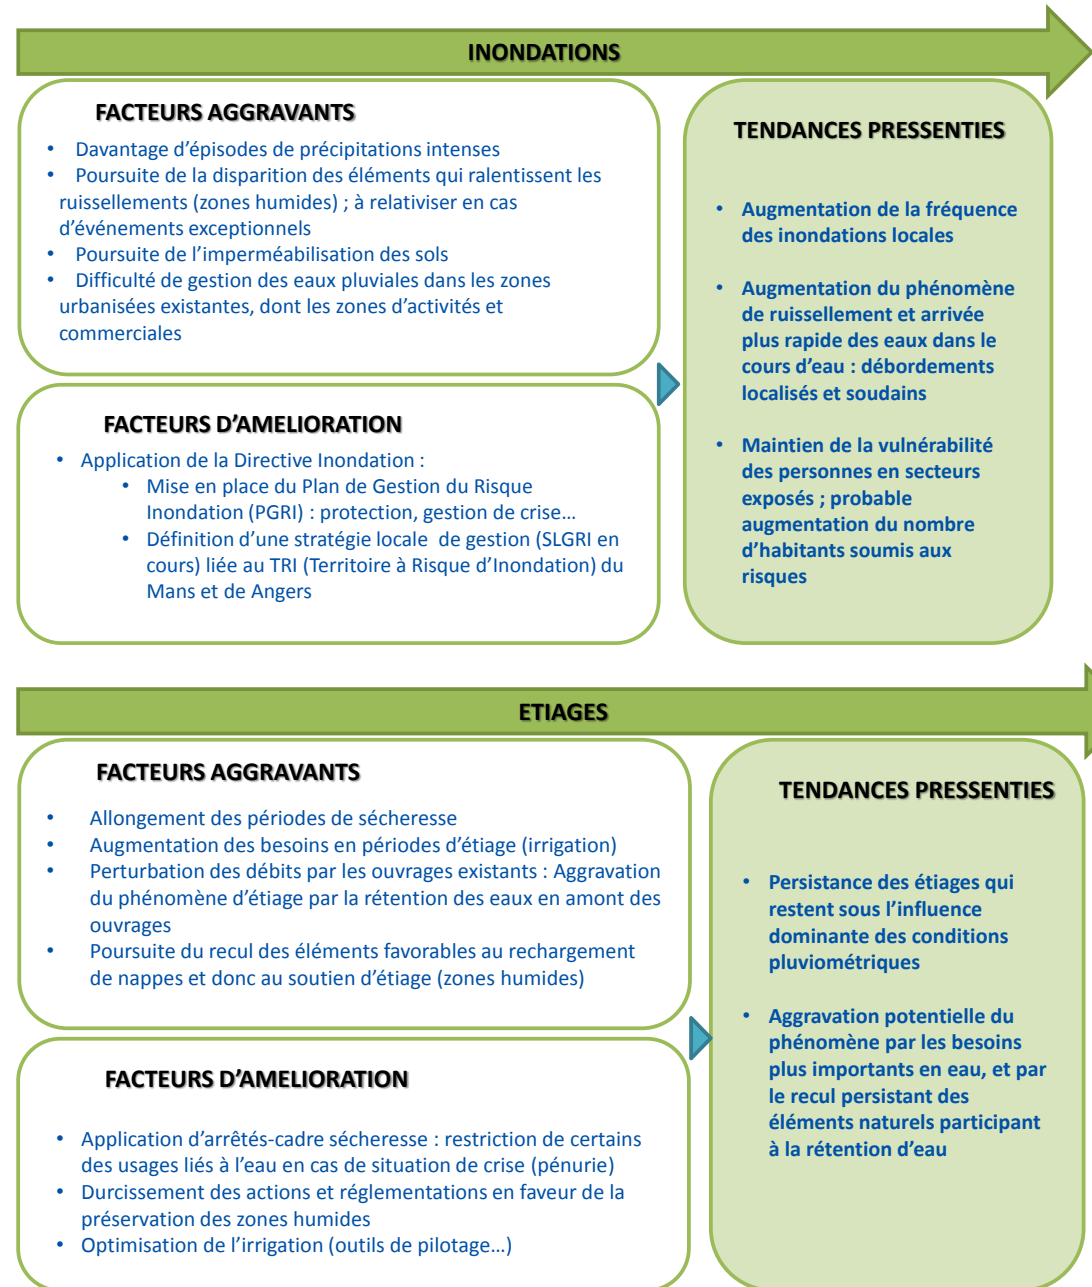 INONDATIONS
FACTEURS AGGRAVANTS
• Davantage d'épisodes de précipitations intenses
• Poursuite de la disparition des éléments qui ralentissent les
ruissellements (zones humides) ; à relativiser en cas
d'événements exceptionnels
• Poursuite de l'imperméabilisation des sols
• Difficulté de gestion des eaux pluviales dans les zones
urbanisées existantes, dont les zones d'activités et
commerciales
FACTEURS D'AMELIORATION
• Application de la Directive Inondation :
• Mise en place du Plan de Gestion du Risque
Inondation (PGRI) : protection, gestion de crise…
• Définition d'une stratégie locale de gestion (SLGRI en
cours) liée au TRI (Territoire à Risque d'Inondation) du
Mans et de Angers
TENDANCES PRESSENTIES
• Augmentation de la fréquence
des inondations locales
• Augmentation du phénomène
de ruissellement et arrivée
plus rapide des eaux dans le
cours d'eau : débordements
localisés et soudains
• Maintien de la vulnérabilité
des personnes en secteurs
exposés ; probable
augmentation du nombre
d'habitants soumis aux
risques
ETIAGES
FACTEURS AGGRAVANTS
• Allongement des périodes de sécheresse
• Augmentation des besoins en périodes d'étiage (irrigation)
• Perturbation des débits par les ouvrages existants : Aggravation
du phénomène d'étiage par la rétention des eaux en amont des
ouvrages
• Poursuite du recul des éléments favorables au rechargement
de nappes et donc au soutien d'étiage (zones humides)
FACTEURS D'AMELIORATION
• Application d'arrêtés-cadre sécheresse : restriction de certains
des usages liés à l'eau en cas de situation de crise (pénurie)
• Durcissement des actions et réglementations en faveur de la
préservation des zones humides
• Optimisation de l'irrigation (outils de pilotage…)
TENDANCES PRESSENTIES
• Persistance des étiages qui
restent sous l'influence
dominante des conditions
pluviométriques
• Aggravation potentielle du
phénomène par les besoins
plus importants en eau, et par
le recul persistant des
éléments naturels participant
à la rétention d'eau